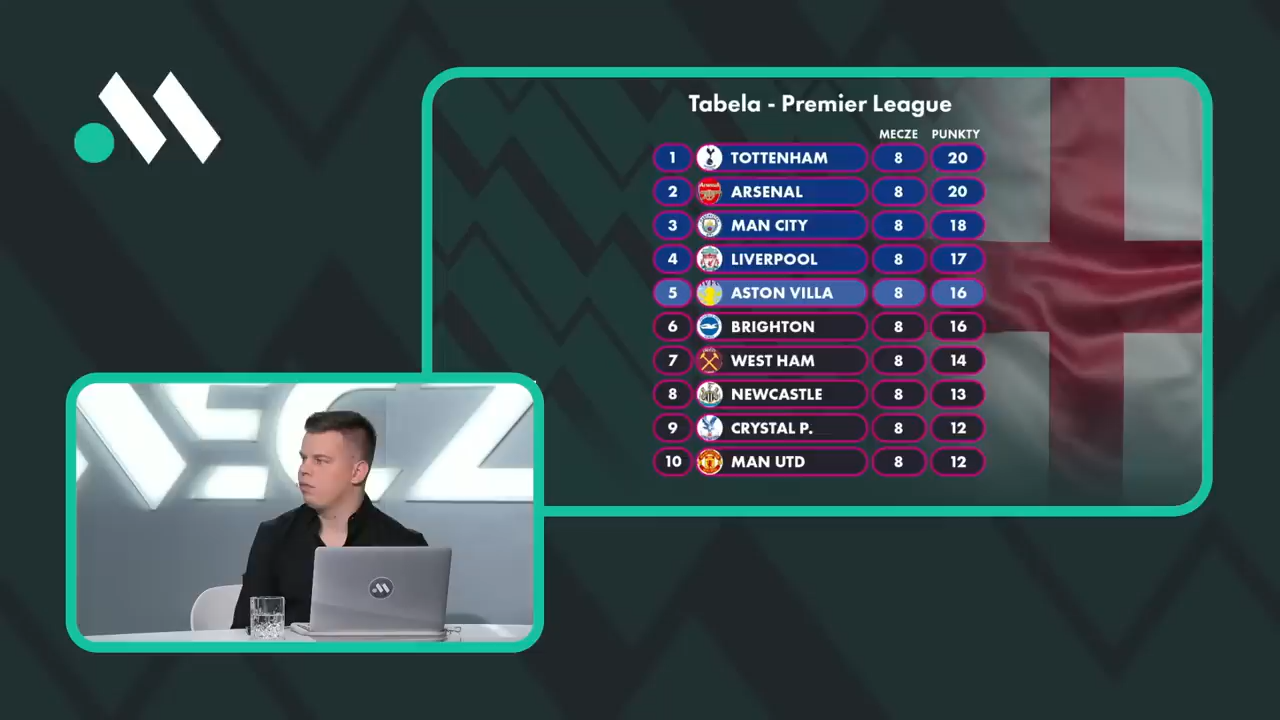 Tabela - Premier League
MECZE PUNKTY
1 TOTTENHAM 8 20
2 ARSENAL 8 20
3 MAN CITY 8 18
4 LIVERPOOL 8 17
5 ASTON VILLA 8 16
6 BRIGHTON 8 16
7 WEST HAM 8 14
8 NEWCASTLE 8 13
9 CRYSTAL P. 8 12
10 MAN UTD 8 12